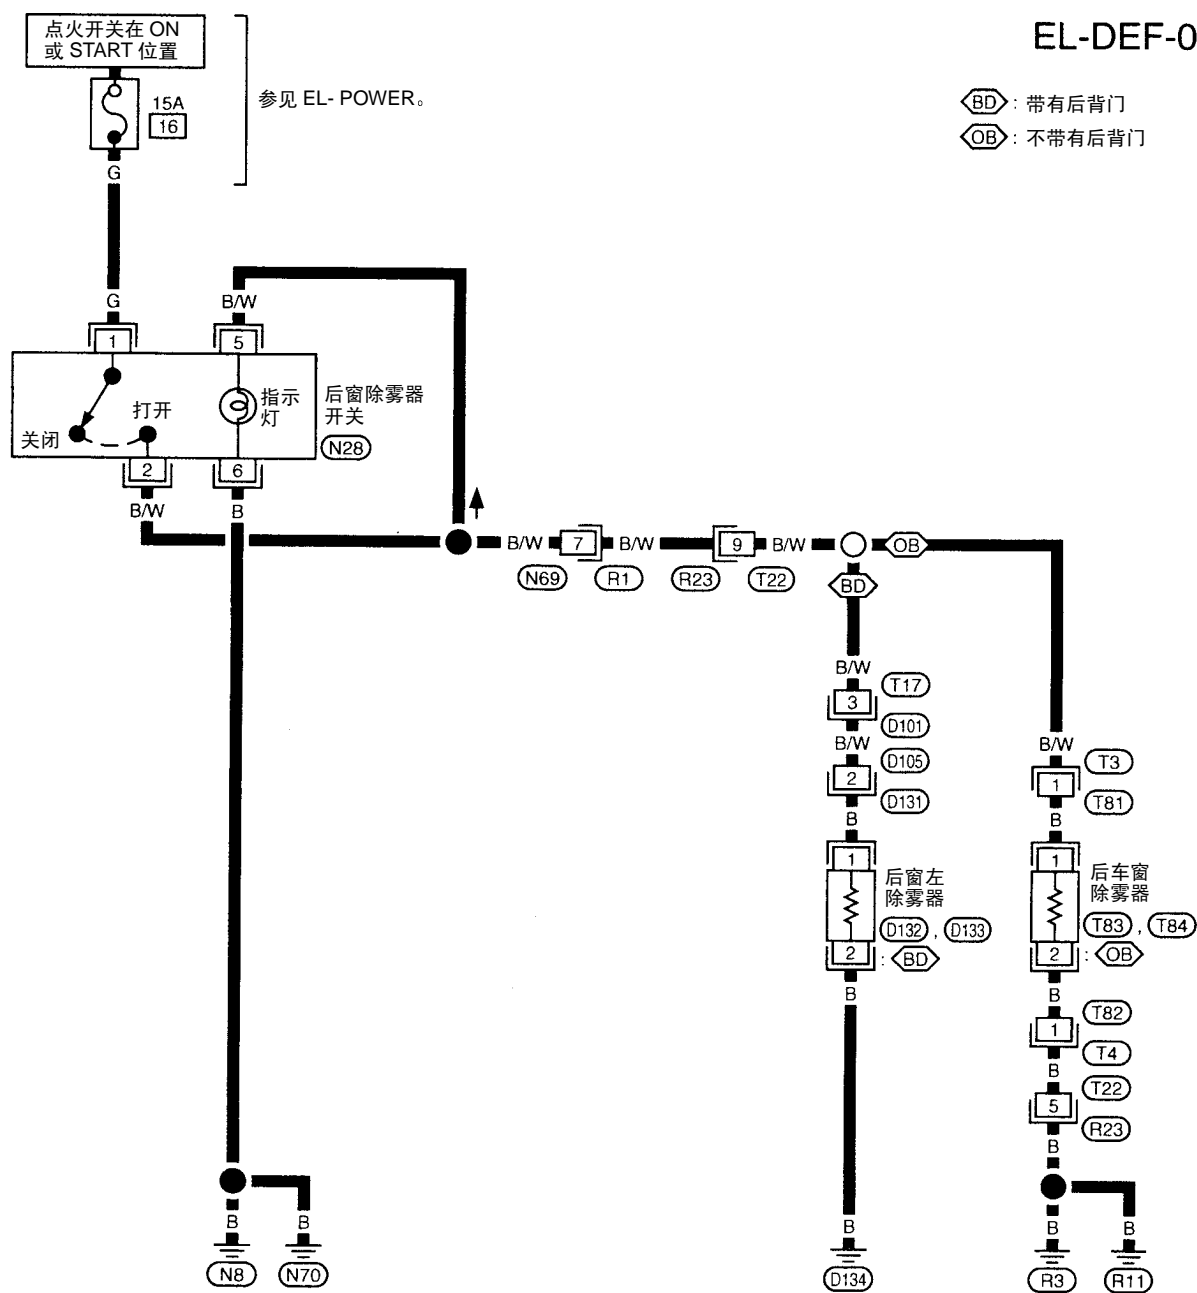 点火开关在 ON
或 START 位置
EL-DEF-0
参见 EL- POWER。
15A
16
BD : 带有后背门
OB : 不带有后背门
G
G
B/W
1
5
打开
关闭
指示
灯
后窗除雾器
开关
N28
2
6
B/W
B
B/W
7
B/W
9
B/W
OB
N69
R1
R23
T22
BD
B/W
3
T17
D101
B/W
D105
2
D131
B
B/W
T3
1
T81
B
1
后窗左
除雾器
D132 , D133
2
: BD
B
1
后车窗
除雾器
T83 , T84
2
: OB
B
T82
1
T4
B
T22
5
R23
B
B
B
B
B
B
N8
N70
D134
R3
R11